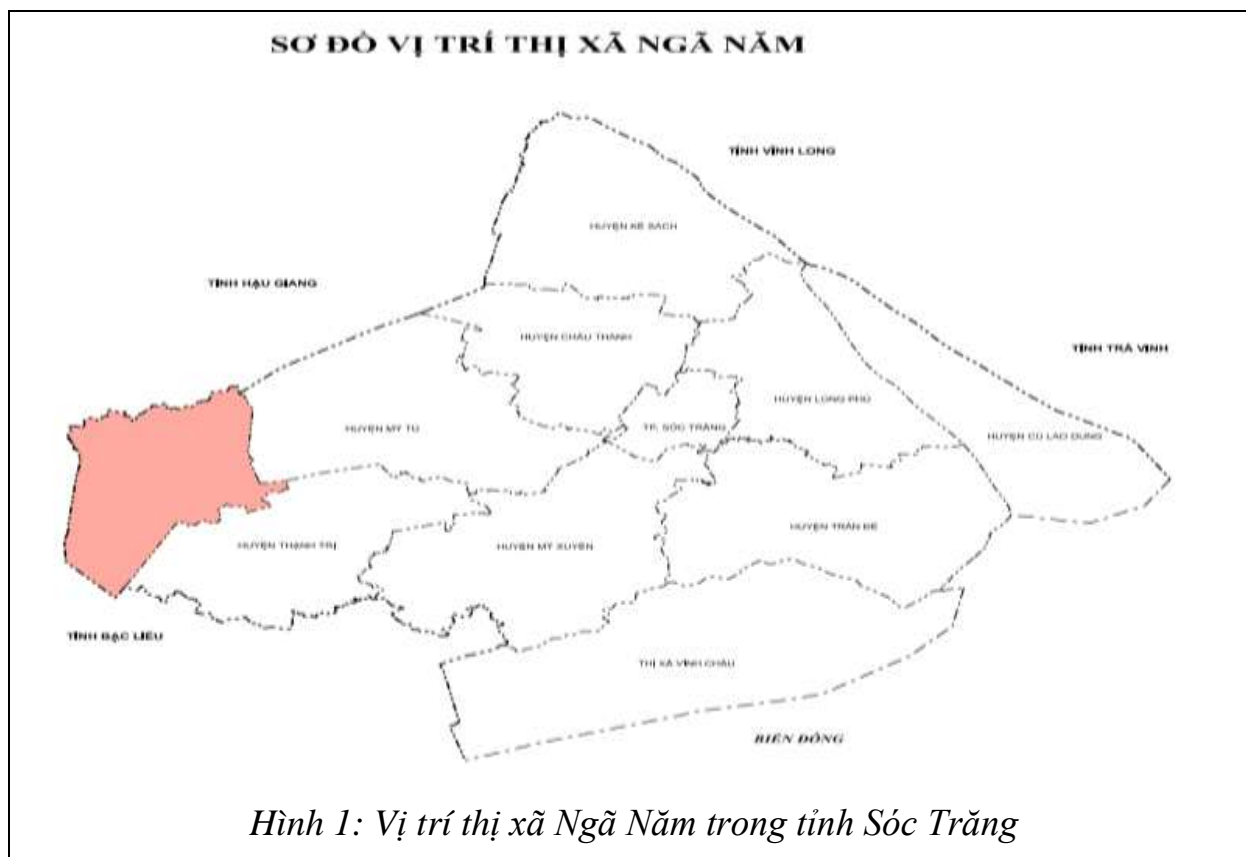 SƠ ĐỒ VỊ TRÍ THỊ XÃ NGÃ NĂM
TỈNH VĨNH LONG
HUYỆN KẾ SÁCH
TỈNH HẬU GIANG
HUYỆN CHÂU THÀNH
TỈNH TRÀ VINH
HUYỆN LONG PHÚ
HUYỆN MỸ TÚ
TP. SÓC TRĂNG
HUYỆN CÙ LAO DUNG
HUYỆN TRẦN ĐỀ
HUYỆN THẠNH TRỊ
HUYỆN MỸ XUYÊN
TỈNH BẠC LIÊU
THỊ XÃ VĨNH CHÂU
BIỂN ĐÔNG
Hình 1: Vị trí thị xã Ngã Năm trong tỉnh Sóc Trăng